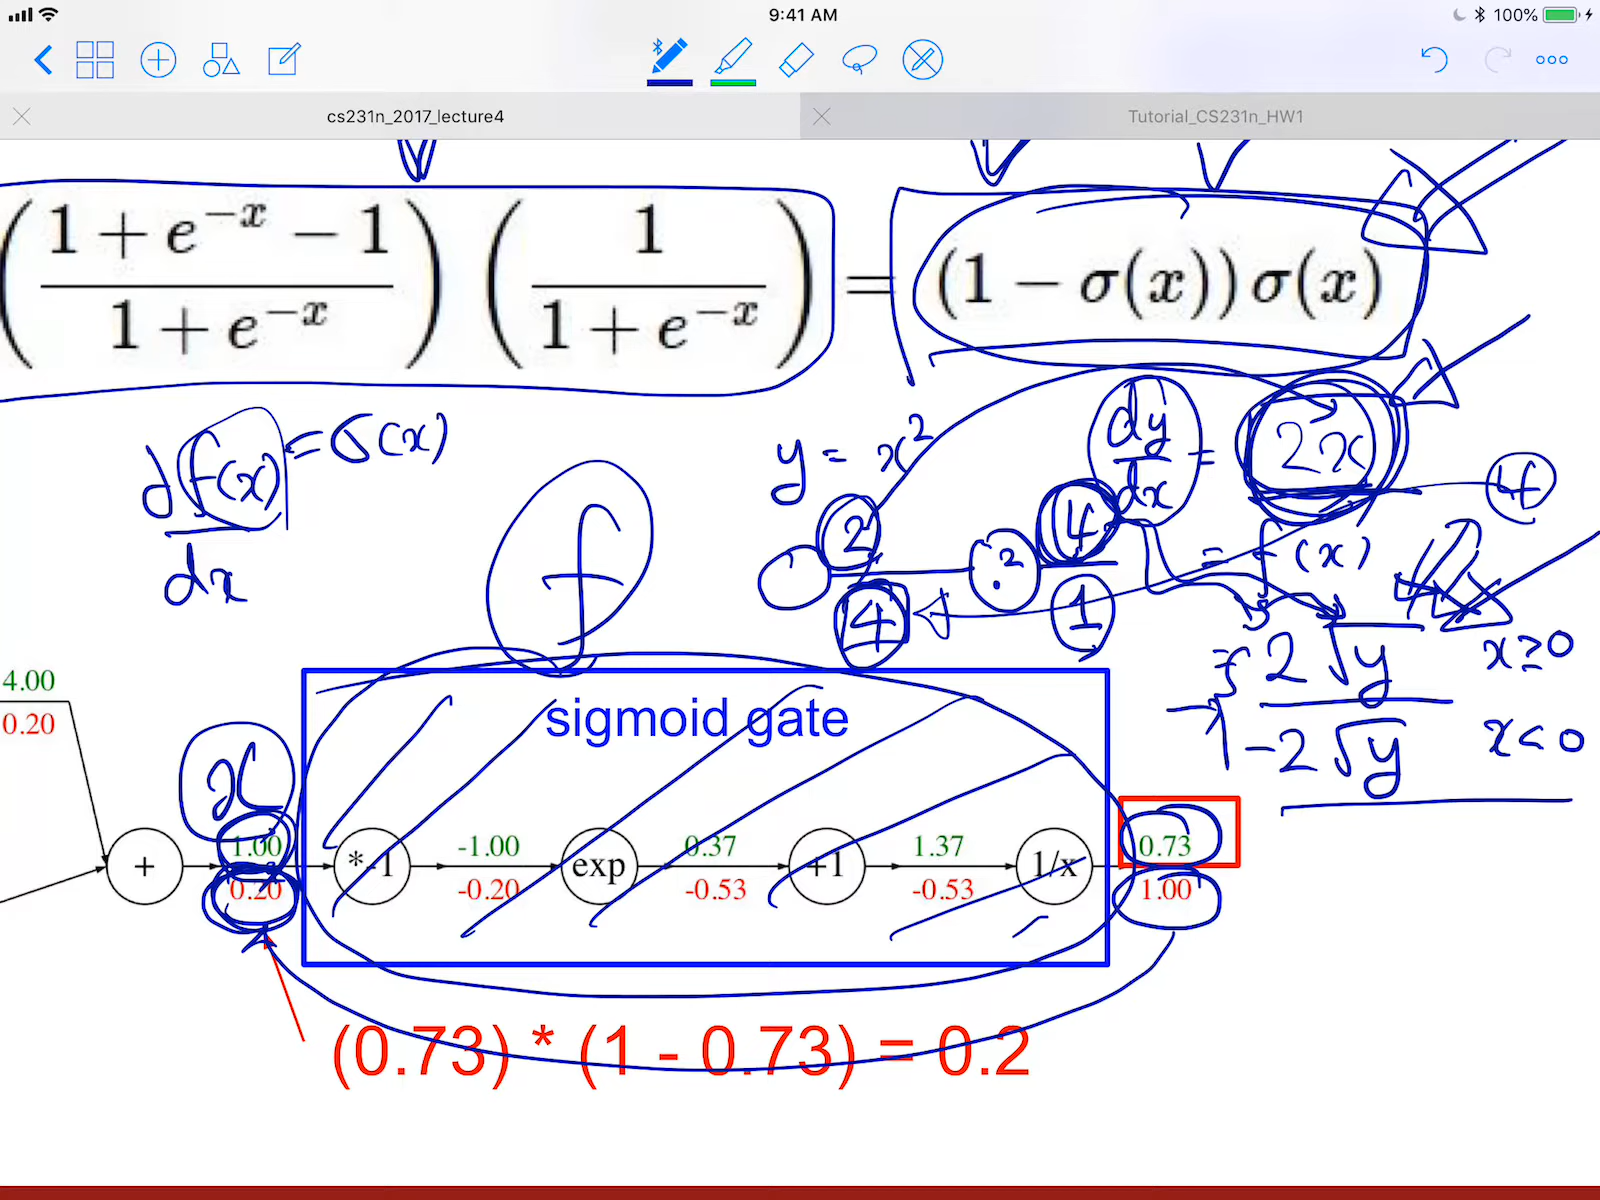 9:41 AM
100%
cs231n_2017_lecture4
Tutorial_CS231n_HW1
(1 + e^{-x} - 1 / 1 + e^{-x}) (1 / 1 + e^{-x}) = (1 - σ(x)) σ(x)
d f(x) / dx = σ(x)
y = x²
dy / dx = 2x
= f(x)
2 .² 4
4 1
4
f
= 2√y x ≥ 0
-2√y x < 0
4.00
0.20
sigmoid gate
x
1.00 -1.00 0.37 1.37 0.73
+ *-1 exp +1 1/x
0.20 -0.20 -0.53 -0.53 1.00
(0.73) * (1 - 0.73) = 0.2